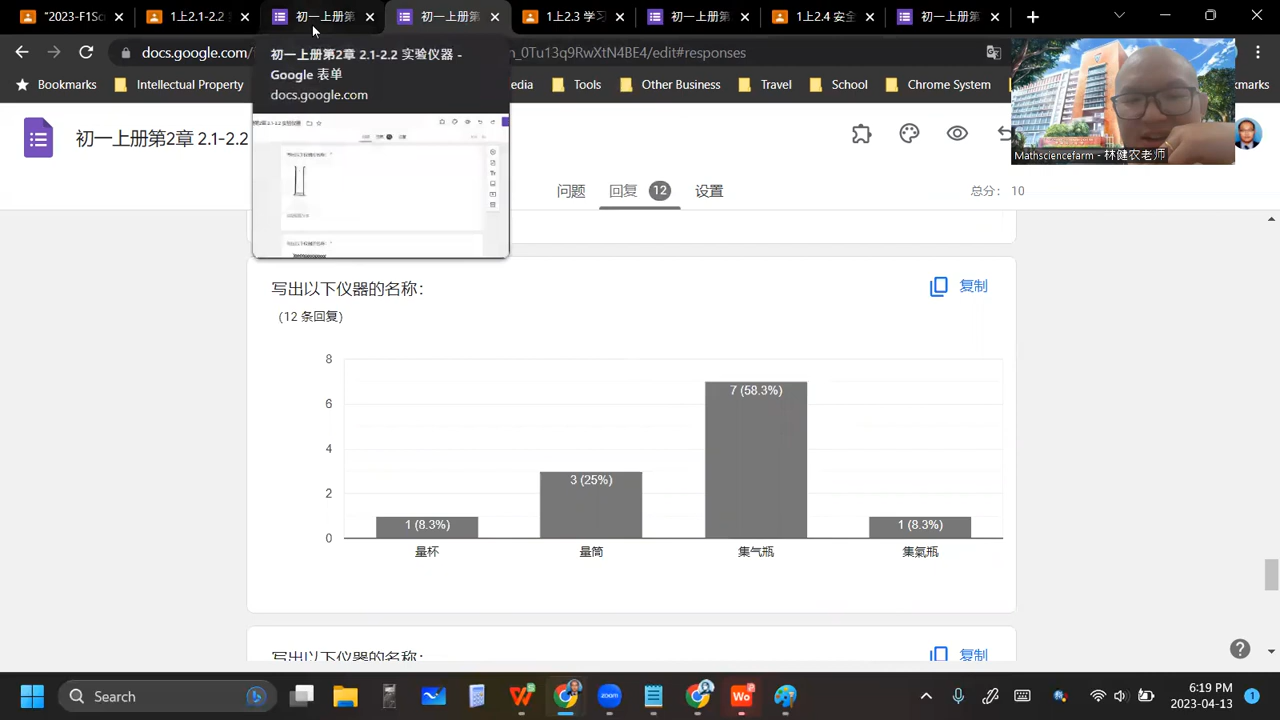 "2023-F1Sc
1上2.1-2.2
初一上册第
初一上册第
1上2.3 学习
初一上册第
1上2.4 安全
初一上册第
docs.google.com/
n_0Tu13q9RwXtN4BF4/edit#responses
初一上册第2章 2.1-2.2 实验仪器 -
Google 表单
docs.google.com
Bookmarks
Intellectual Property
edia
Tools
Other Bookmarks
Travel
School
Chrome System
marks
初一上册第2章 2.1-2.2
Mathsciencefarm - 林健农老师
问题
回复 12
设置
总分： 10
写出以下仪器的名称：
复制
（12 条回复）
8
6
4
2
0
1 (8.3%)
3 (25%)
7 (58.3%)
1 (8.3%)
量杯
量筒
集气瓶
集氣瓶
写出以下仪器的名称：
复制
Search
6:19 PM
2023-04-13
1